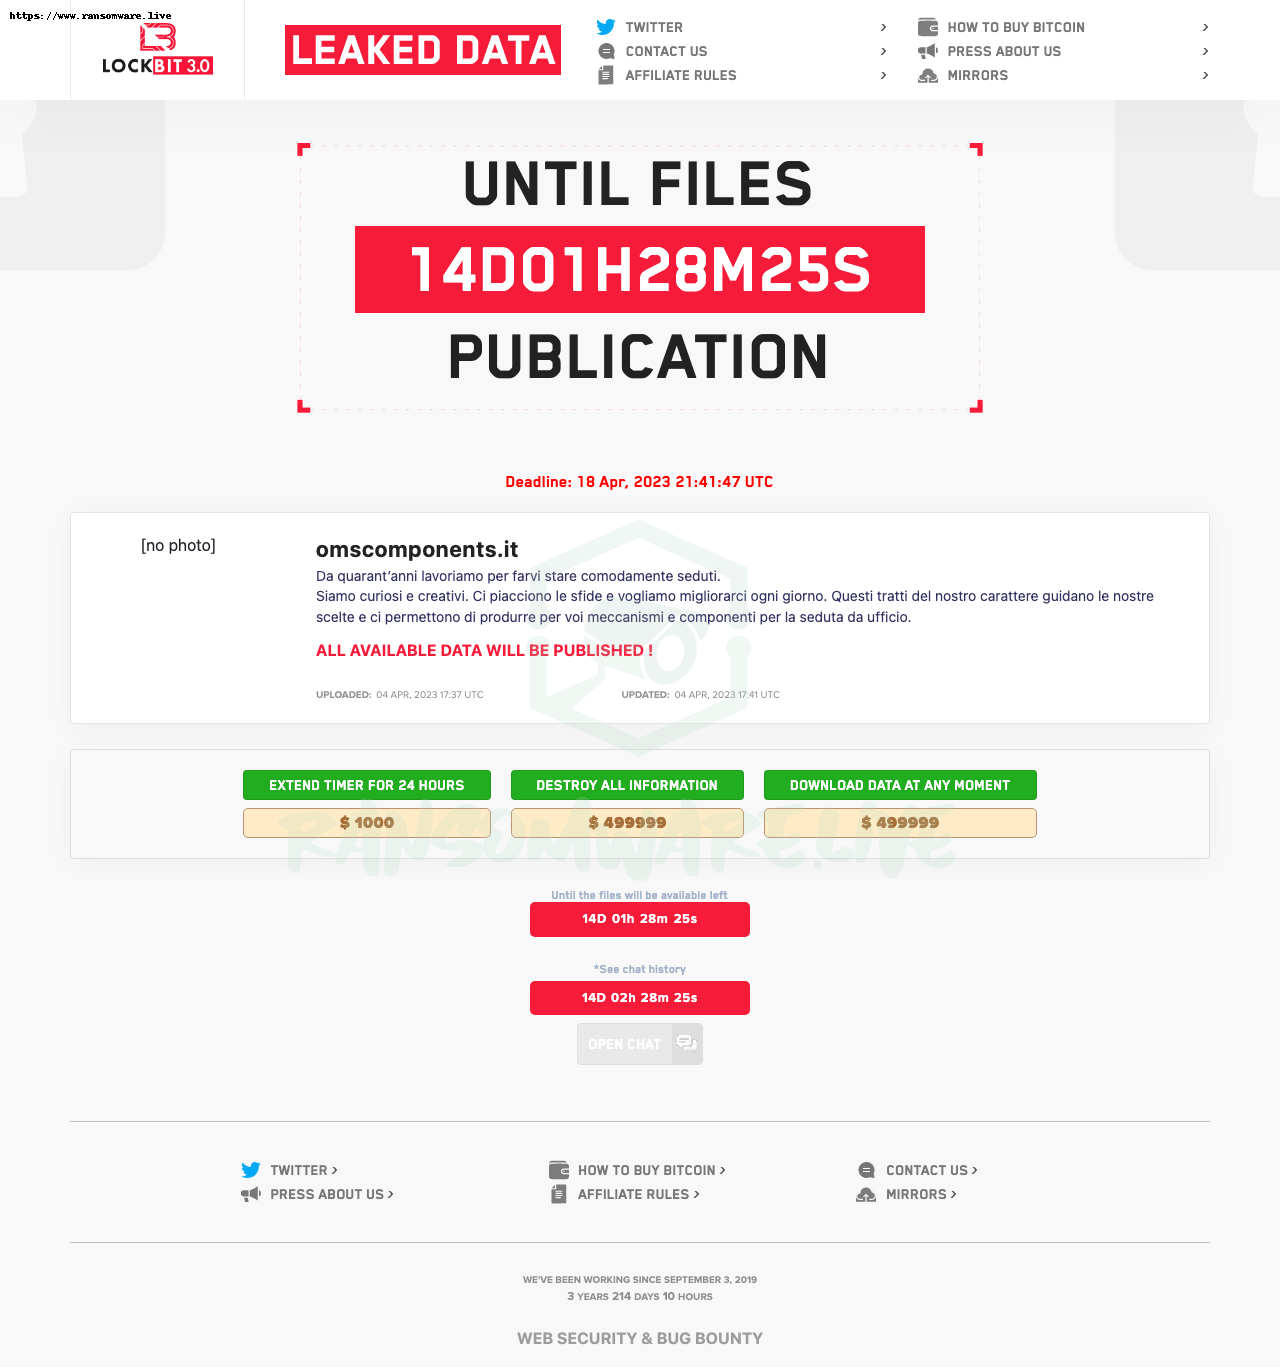 https://www.ransomware.live
LOCKBIT 3.0
LEAKED DATA
TWITTER >
CONTACT US >
AFFILIATE RULES >
HOW TO BUY BITCOIN >
PRESS ABOUT US >
MIRRORS >
UNTIL FILES
14D01H28M25S
PUBLICATION
Deadline: 18 Apr, 2023 21:41:47 UTC
[no photo]
omscomponents.it
Da quarant’anni lavoriamo per farvi stare comodamente seduti.
Siamo curiosi e creativi. Ci piacciono le sfide e vogliamo migliorarci ogni giorno. Questi tratti del nostro carattere guidano le nostre
scelte e ci permettono di produrre per voi meccanismi e componenti per la seduta da ufficio.
ALL AVAILABLE DATA WILL BE PUBLISHED !
UPLOADED: 04 APR, 2023 17:37 UTC UPDATED: 04 APR, 2023 17:41 UTC
EXTEND TIMER FOR 24 HOURS DESTROY ALL INFORMATION DOWNLOAD DATA AT ANY MOMENT
$ 1000 $ 499999 $ 499999
RANSOMWARE.LIVE
Until the files will be available left
14D 01h 28m 25s
*See chat history
14D 02h 28m 25s
OPEN CHAT
TWITTER > HOW TO BUY BITCOIN > CONTACT US >
PRESS ABOUT US > AFFILIATE RULES > MIRRORS >
WE'VE BEEN WORKING SINCE SEPTEMBER 3, 2019
3 YEARS 214 DAYS 10 HOURS
WEB SECURITY & BUG BOUNTY